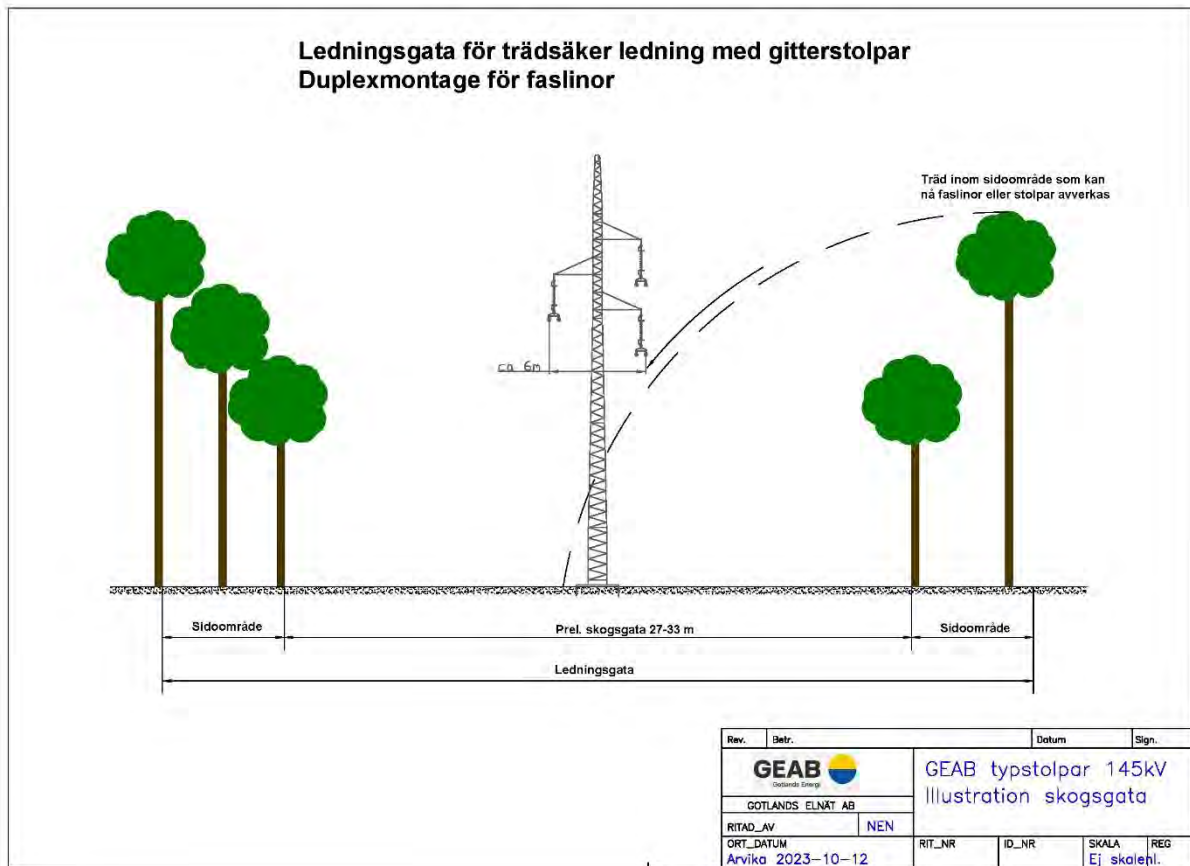 Ledningsgata för trädsäker ledning med gitterstolpar
Duplexmontage för faslinor
Träd inom sidoområde som kan
nå faslinor eller stolpar avverkas
ca 6m
Sidoområde
Prel. skogsgata 27-33 m
Sidoområde
Ledningsgata
Rev. Betr. Datum Sign.
GEAB
Gotlands Energi
GEAB typstolpar 145kV
Illustration skogsgata
GOTLANDS ELNÄT AB
RITAD_AV NEN
ORT_DATUM RIT_NR ID_NR SKALA REG
Arvika 2023-10-12 Ej skalenl.